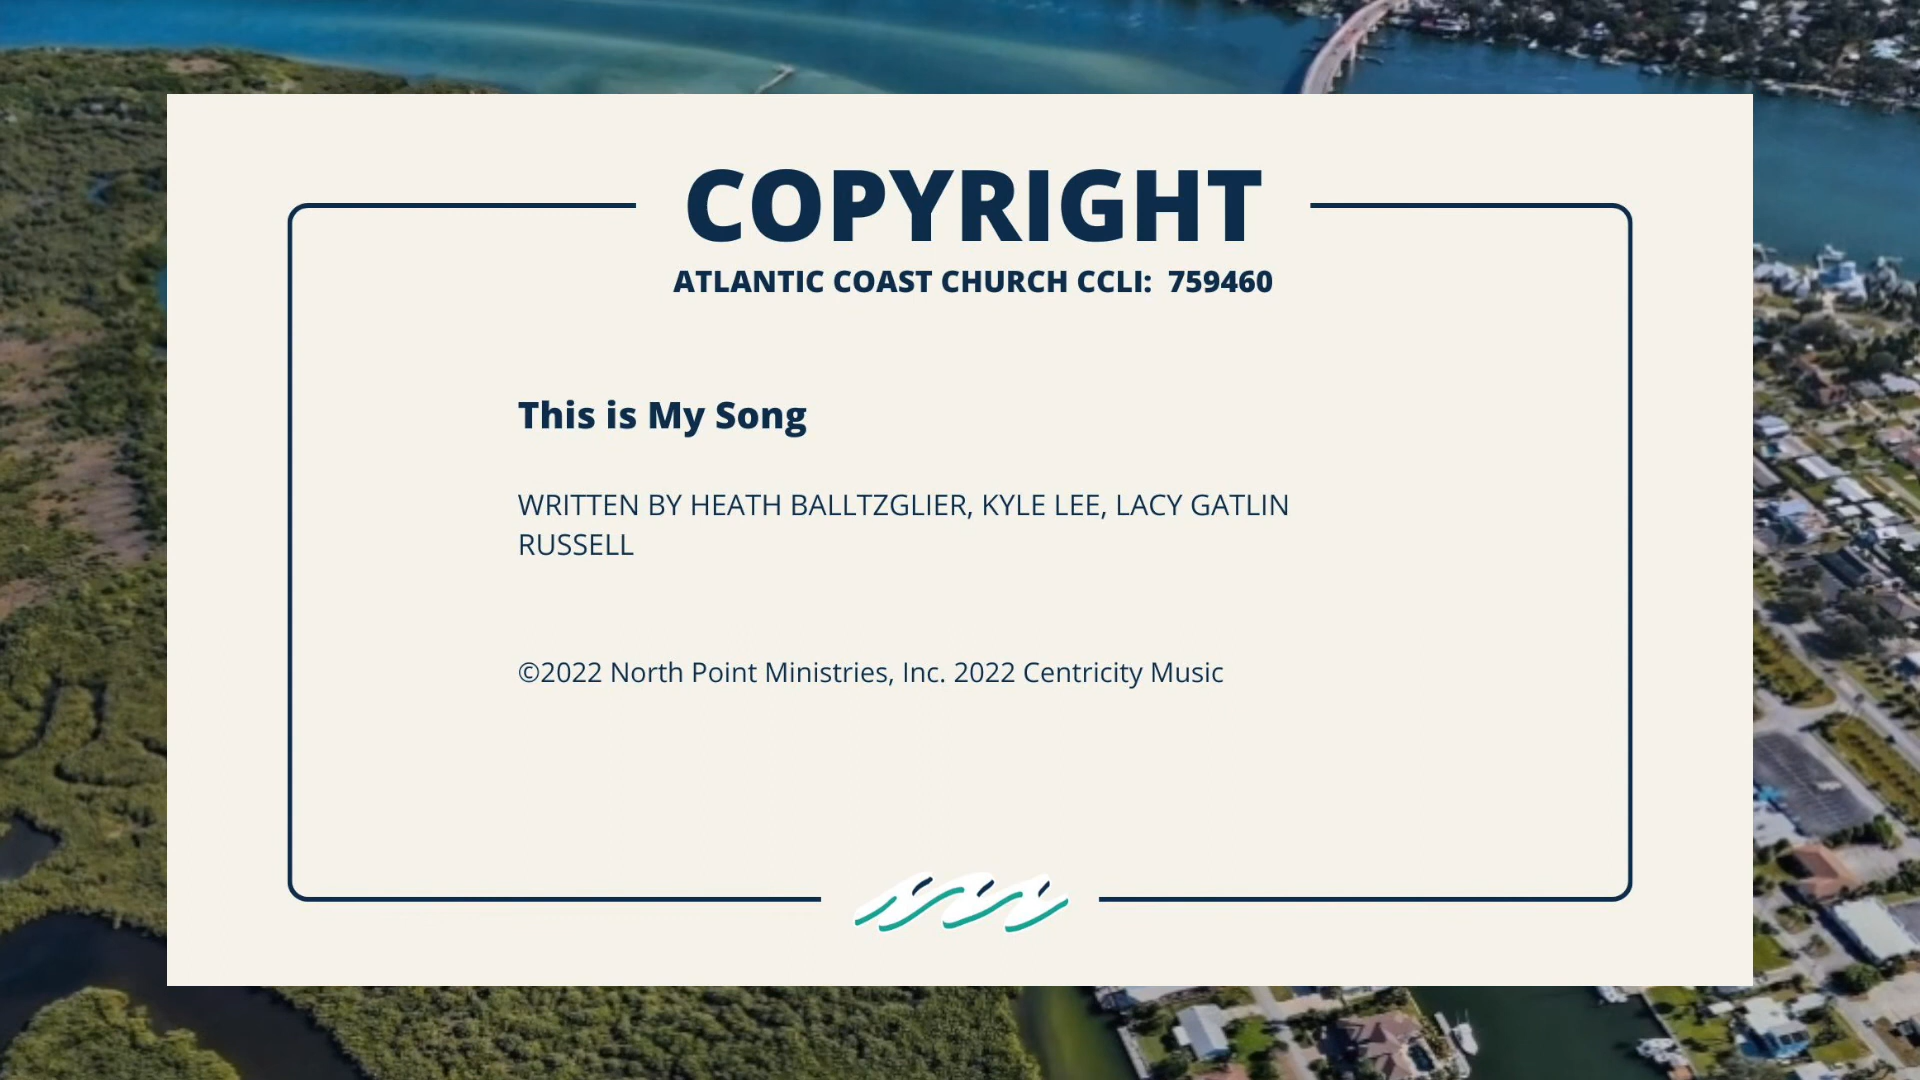 COPYRIGHT
ATLANTIC COAST CHURCH CCLI: 759460
This is My Song
WRITTEN BY HEATH BALLTZGLIER, KYLE LEE, LACY GATLIN
RUSSELL
©2022 North Point Ministries, Inc. 2022 Centricity Music